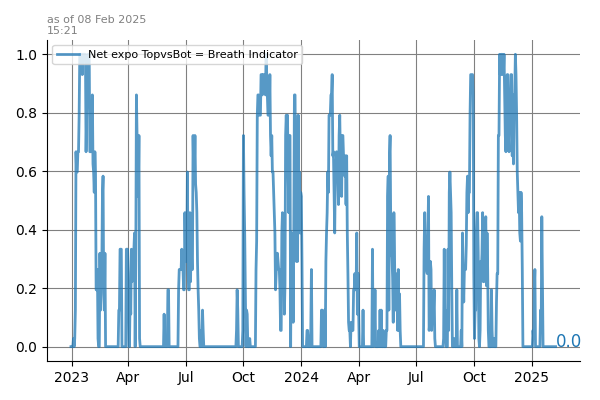 as of 08 Feb 2025
15:21
Net expo TopvsBot = Breath Indicator
1.0
0.8
0.6
0.4
0.2
0.0
0.0
2023 Apr Jul Oct 2024 Apr Jul Oct 2025